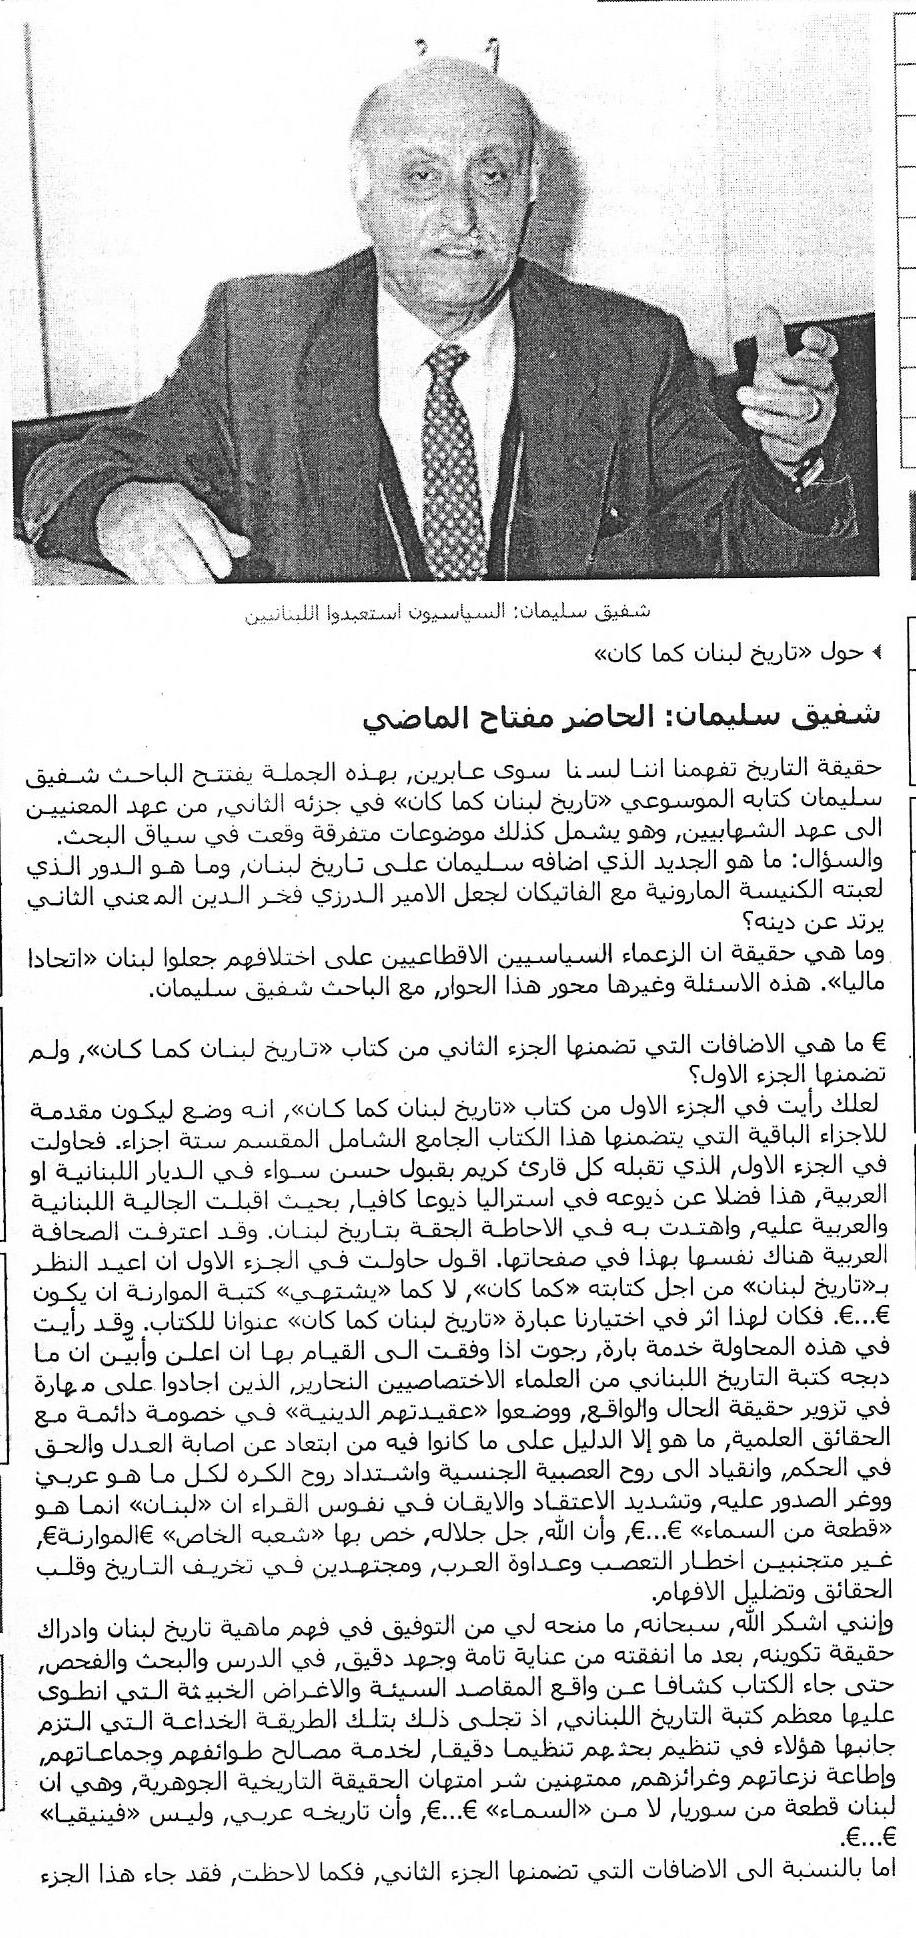 شفيق سليمان: السياسيون استعبدوا اللبنانيين
حول «تاريخ لبنان كما كان»
شفيق سليمان: الحاضر مفتاح الماضي
حقيقة التاريخ تفهمنا اننا لسنا سوى عابرين, بهذه الجملة يفتتح الباحث شفيق
سليمان كتابه الموسوعي «تاريخ لبنان كما كان» في جزئه الثاني, من عهد المعنيين
الى عهد الشهابيين, وهو يشمل كذلك موضوعات متفرقة وقعت في سياق البحث.
والسؤال: ما هو الجديد الذي اضافه سليمان على تاريخ لبنان, وما هو الدور الذي
لعبته الكنيسة المارونية مع الفاتيكان لجعل الامير الدرزي فخر الدين المعني الثاني
يرتد عن دينه؟
وما هي حقيقة ان الزعماء السياسيين الاقطاعيين على اختلافهم جعلوا لبنان «اتحادا
ماليا». هذه الاسئلة وغيرها محور هذا الحوار, مع الباحث شفيق سليمان.
€ ما هي الاضافات التي تضمنها الجزء الثاني من كتاب «تاريخ لبنان كما كان», ولم
تضمنها الجزء الاول؟
لعلك رأيت في الجزء الاول من كتاب «تاريخ لبنان كما كان», انه وضع ليكون مقدمة
للاجزاء الباقية التي يتضمنها هذا الكتاب الجامع الشامل المقسم ستة اجزاء. فحاولت
في الجزء الاول, الذي تقبله كل قارئ كريم بقبول حسن سواء في الديار اللبنانية او
العربية, هذا فضلا عن ذيوعه في استراليا ذيوعا كافيا, بحيث اقبلت الجالية اللبنانية
والعربية عليه, واهتدت به في الاحاطة الحقة بتاريخ لبنان. وقد اعترفت الصحافة
العربية هناك نفسها بهذا في صفحاتها. اقول حاولت في الجزء الاول ان اعيد النظر
بـ«تاريخ لبنان» من اجل كتابته «كما كان», لا كما «يشتهي» كتبة الموارنة ان يكون
€...€. فكان لهذا اثر في اختيارنا عبارة «تاريخ لبنان كما كان» عنوانا للكتاب. وقد رأيت
في هذه المحاولة خدمة بارة, رجوت اذا وفقت الى القيام بها ان اعلن وأبيّن ان ما
دبجه كتبة التاريخ اللبناني من العلماء الاختصاصيين النحارير, الذين اجادوا على مهارة
في تزوير حقيقة الحال والواقع, ووضعوا «عقيدتهم الدينية» في خصومة دائمة مع
الحقائق العلمية, ما هو إلا الدليل على ما كانوا فيه من ابتعاد عن اصابة العدل والحق
في الحكم, وانقياد الى روح العصبية الجنسية واشتداد روح الكره لكل ما هو عربي
ووغر الصدور عليه, وتشديد الاعتقاد والايقان في نفوس القراء ان «لبنان» انما هو
«قطعة من السماء» €...€, وأن الله, جل جلاله, خص بها «شعبه الخاص» €الموارنة€,
غير متجنبين اخطار التعصب وعداوة العرب, ومجتهدين في تخريف التاريخ وقلب
الحقائق وتضليل الافهام.
وإنني اشكر الله, سبحانه, ما منحه لي من التوفيق في فهم ماهية تاريخ لبنان وادراك
حقيقة تكوينه, بعد ما انفقته من عناية تامة وجهد دقيق, في الدرس والبحث والفحص,
حتى جاء الكتاب كشافا عن واقع المقاصد السيئة والاغراض الخبيثة التي انطوى
عليها معظم كتبة التاريخ اللبناني, اذ تجلى ذلك بتلك الطريقة الخداعة التي التزم
جانبها هؤلاء في تنظيم بحثهم تنظيما دقيقا, لخدمة مصالح طوائفهم وجماعاتهم,
وإطاعة نزعاتهم وغرائزهم, ممتهنين شر امتهان الحقيقة التاريخية الجوهرية, وهي ان
لبنان قطعة من سوريا, لا من «السماء» €...€, وأن تاريخه عربي, وليس «فينيقيا»
€...€.
اما بالنسبة الى الاضافات التي تضمنها الجزء الثاني, فكما لاحظت, فقد جاء هذا الجزء